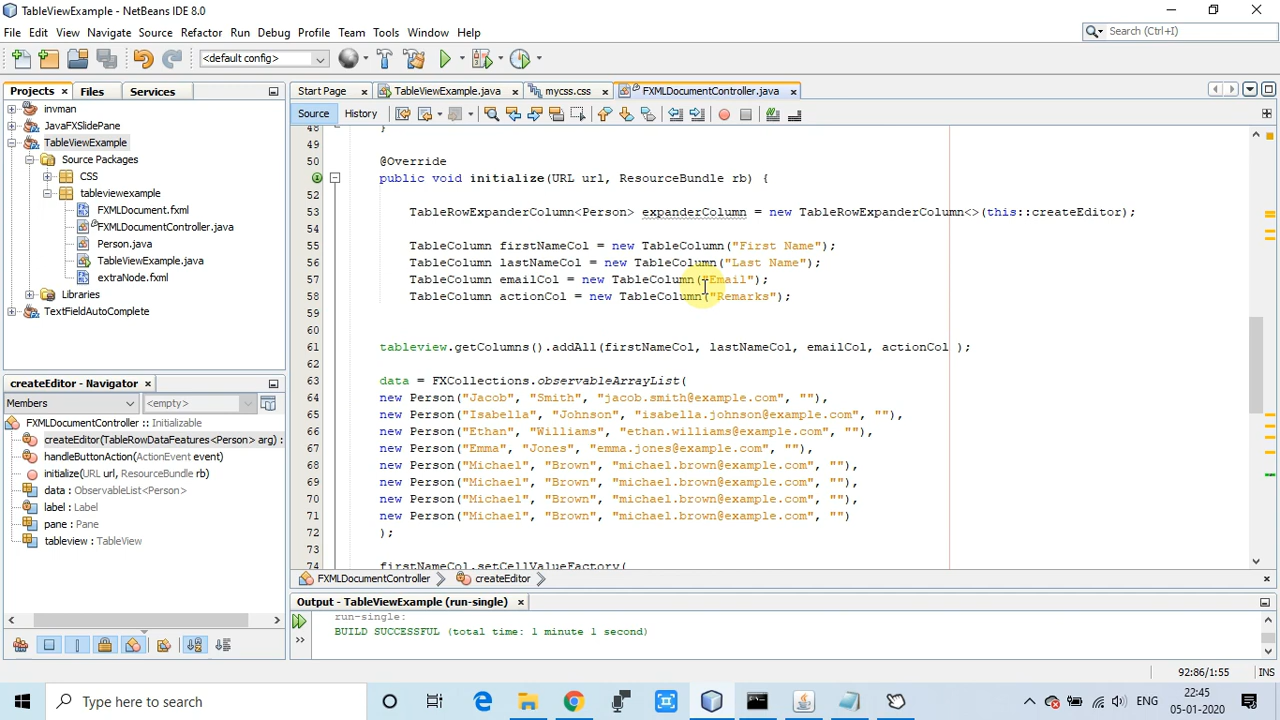 TableViewExample - NetBeans IDE 8.0
File Edit View Navigate Source Refactor Run Debug Profile Team Tools Window Help
Search (Ctrl+I)
<default config>
Projects Files Services
Start Page TableViewExample.java mycss.css FXMLDocumentController.java
Source History
invman
JavaFXSlidePane
TableViewExample
Source Packages
CSS
tableviewexample
FXMLDocument.fxml
FXMLDocumentController.java
Person.java
TableViewExample.java
extraNode.fxml
Libraries
TextFieldAutoComplete
createEditor - Navigator
Members <empty>
FXMLDocumentController :: Initializable
createEditor(TableRowDataFeatures<Person> arg) :
handleButtonAction(ActionEvent event)
initialize(URL url, ResourceBundle rb)
data : ObservableList<Person>
label : Label
pane : Pane
tableview : TableView
48 }
49
50 @Override
public void initialize(URL url, ResourceBundle rb) {
52
53 TableRowExpanderColumn<Person> expanderColumn = new TableRowExpanderColumn<>(this::createEditor);
54
55 TableColumn firstNameCol = new TableColumn("First Name");
56 TableColumn lastNameCol = new TableColumn("Last Name");
57 TableColumn emailCol = new TableColumn("Email");
58 TableColumn actionCol = new TableColumn("Remarks");
59
60
61 tableview.getColumns().addAll(firstNameCol, lastNameCol, emailCol, actionCol );
62
63 data = FXCollections.observableArrayList(
64 new Person("Jacob", "Smith", "jacob.smith@example.com", ""),
65 new Person("Isabella", "Johnson", "isabella.johnson@example.com", ""),
66 new Person("Ethan", "Williams", "ethan.williams@example.com", ""),
67 new Person("Emma", "Jones", "emma.jones@example.com", ""),
68 new Person("Michael", "Brown", "michael.brown@example.com", ""),
69 new Person("Michael", "Brown", "michael.brown@example.com", ""),
70 new Person("Michael", "Brown", "michael.brown@example.com", ""),
71 new Person("Michael", "Brown", "michael.brown@example.com", "")
72 );
73
74 firstNameCol.setCellValueFactory(
FXMLDocumentController createEditor
Output - TableViewExample (run-single)
run-single:
BUILD SUCCESSFUL (total time: 1 minute 1 second)
92:86/1:55 INS
Type here to search
ENG
22:45
05-01-2020